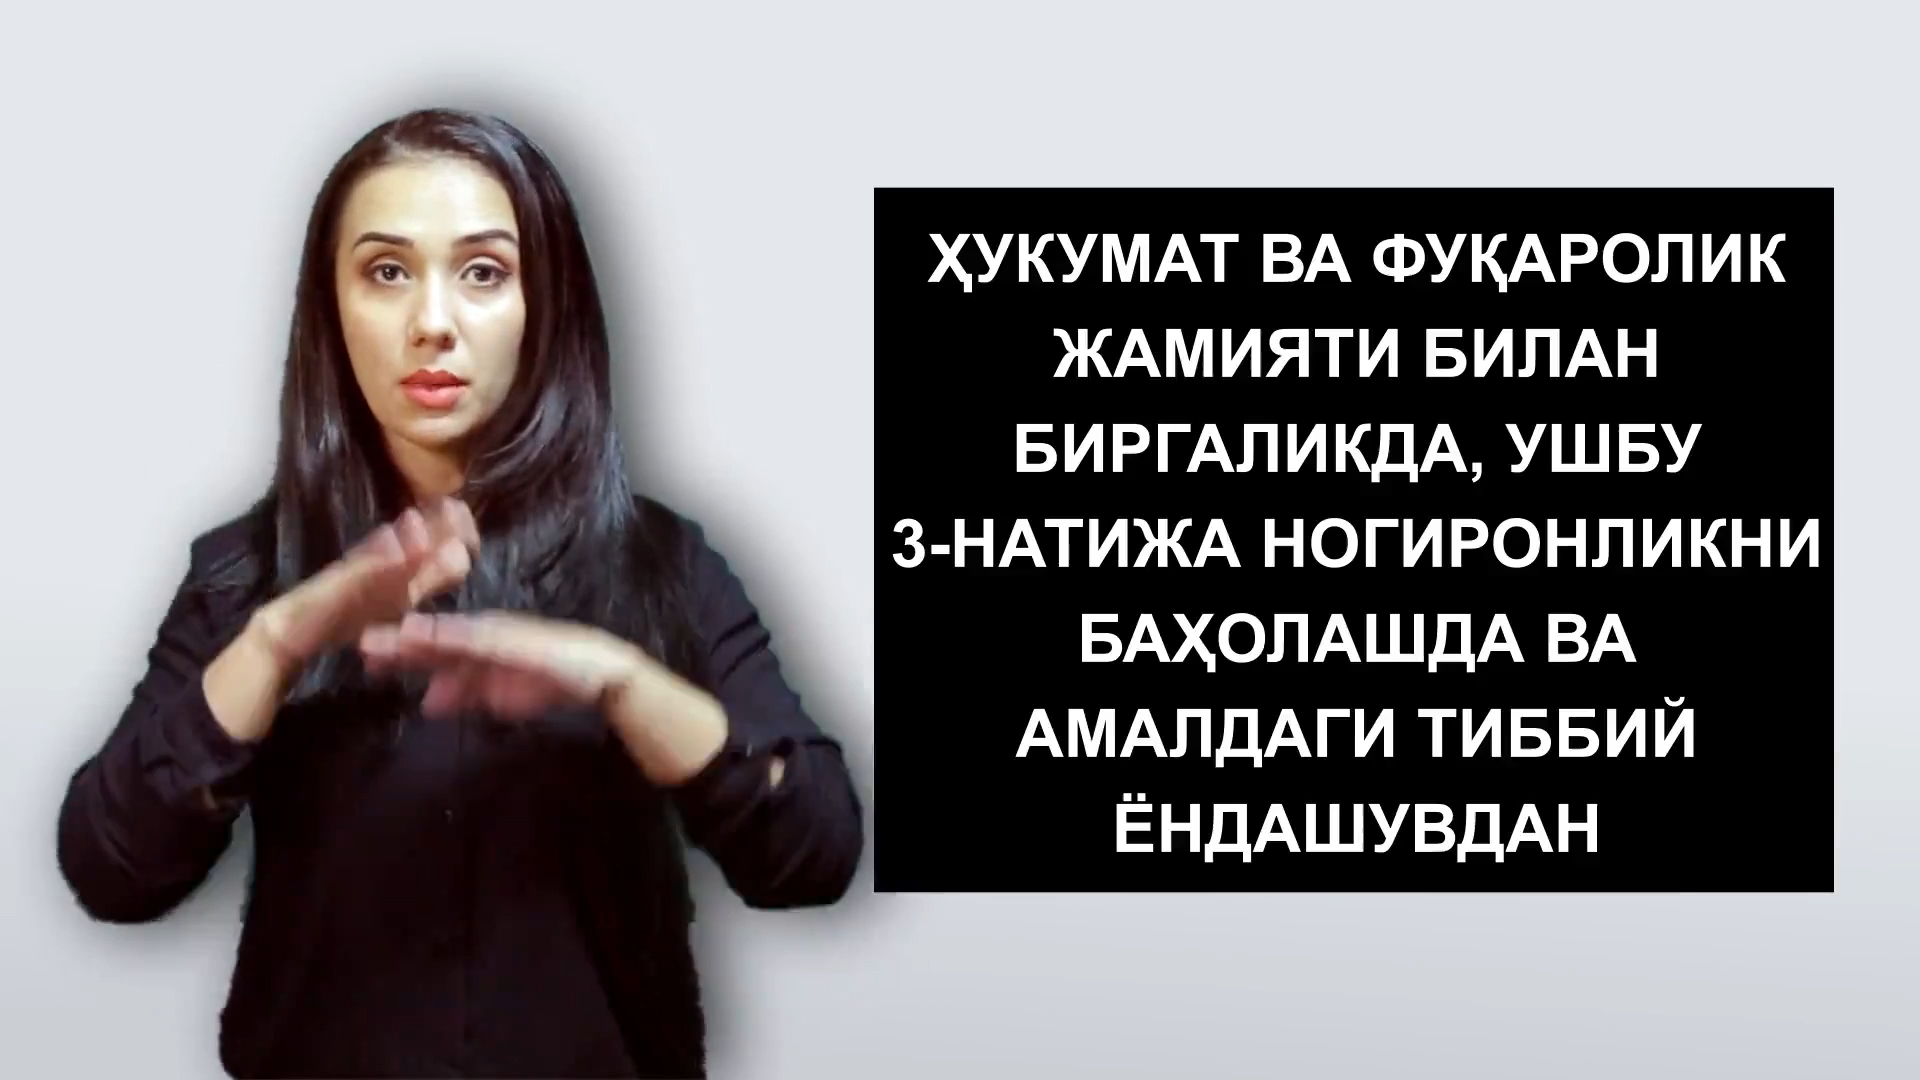 ҲУКУМАТ ВА ФУҚАРОЛИК
ЖАМИЯТИ БИЛАН
БИРГАЛИКДА, УШБУ
3-НАТИЖА НОГИРОНЛИКНИ
БАҲОЛАШДА ВА
АМАЛДАГИ ТИББИЙ
ЁНДАШУВДАН